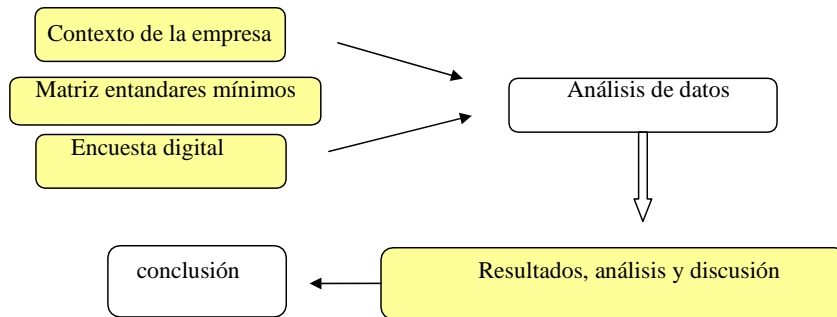 Contexto de la empresa
Matriz entandares mínimos
Encuesta digital
Análisis de datos
Resultados, análisis y discusión
conclusión